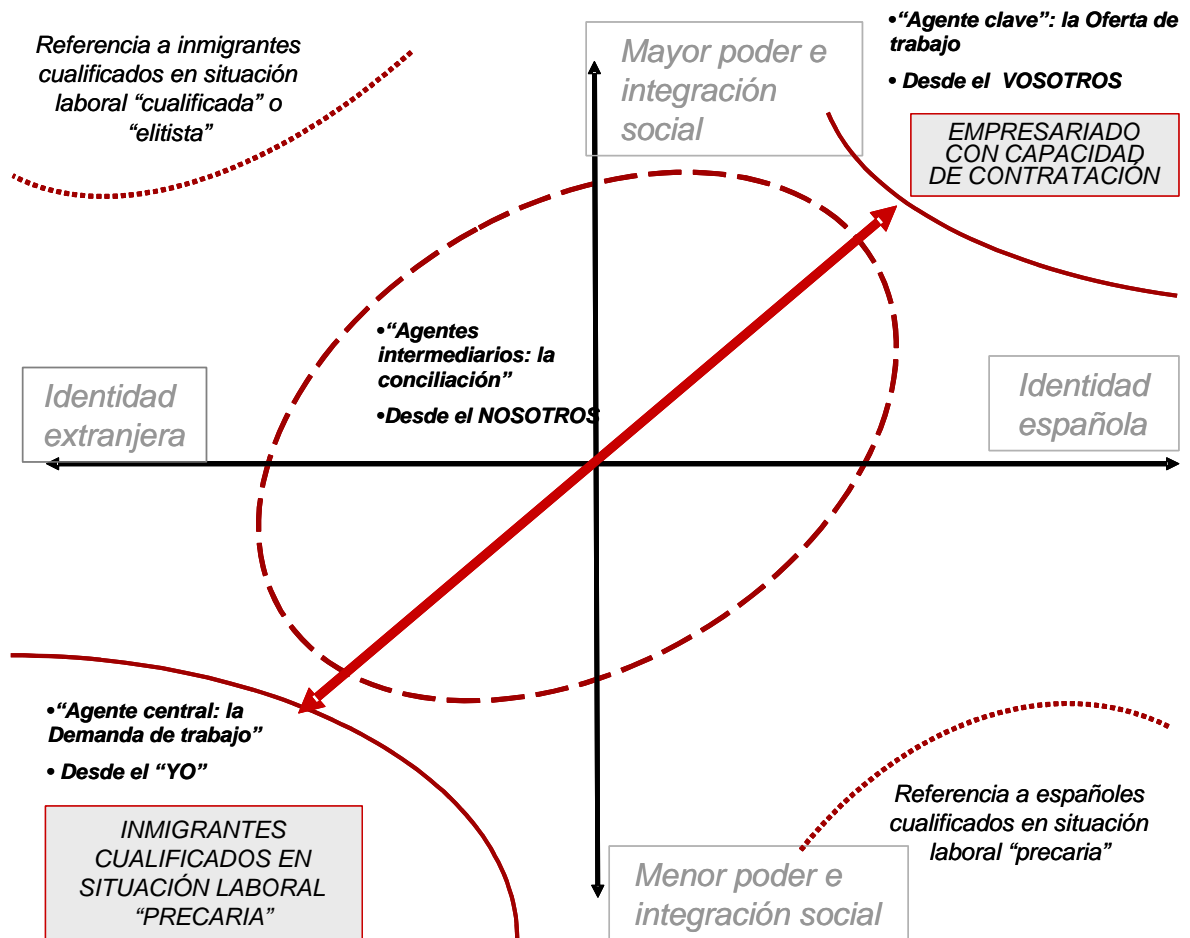 Referencia a inmigrantes
cualificados en situación
laboral “cualificada” o
“elitista”
Mayor poder e
integración
social
•“Agente clave”: la Oferta de
trabajo
• Desde el VOSOTROS
EMPRESARIADO
CON CAPACIDAD
DE CONTRATACIÓN
•“Agentes
intermediarios: la
conciliación”
•Desde el NOSOTROS
Identidad
extranjera
Identidad
española
•“Agente central: la
Demanda de trabajo”
• Desde el “YO”
INMIGRANTES
CUALIFICADOS EN
SITUACIÓN LABORAL
“PRECARIA”
Referencia a españoles
cualificados en situación
laboral “precaria”
Menor poder e
integración social